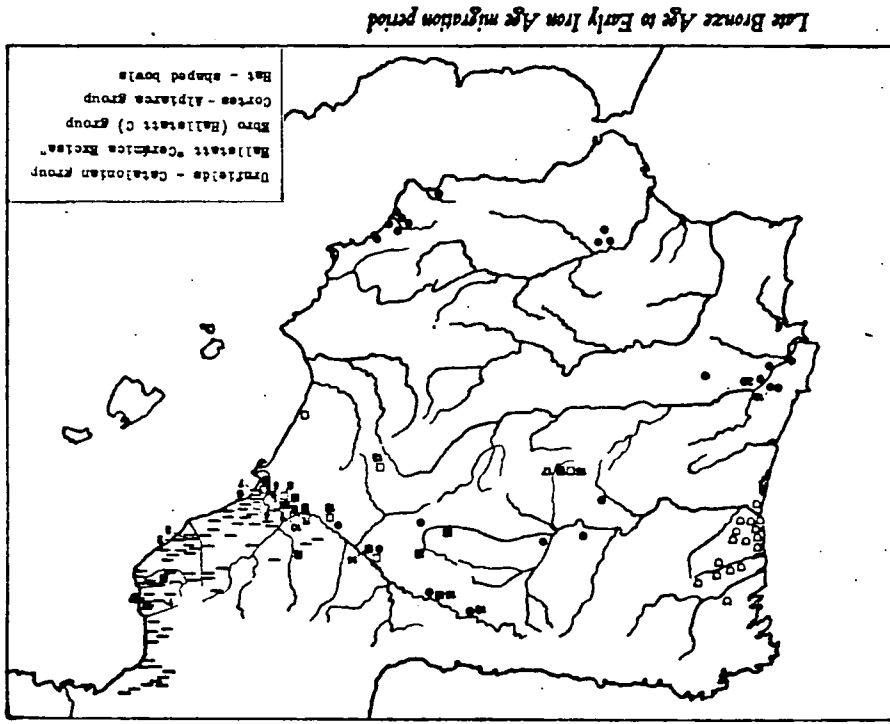 Urnfields - Catalonian group
Hallstatt "Cerámica Excisa"
Ebro (Hallstatt C) group
Cortes - Alpiarca group
Hat - shaped bowls
Late Bronze Age to Early Iron Age migration period